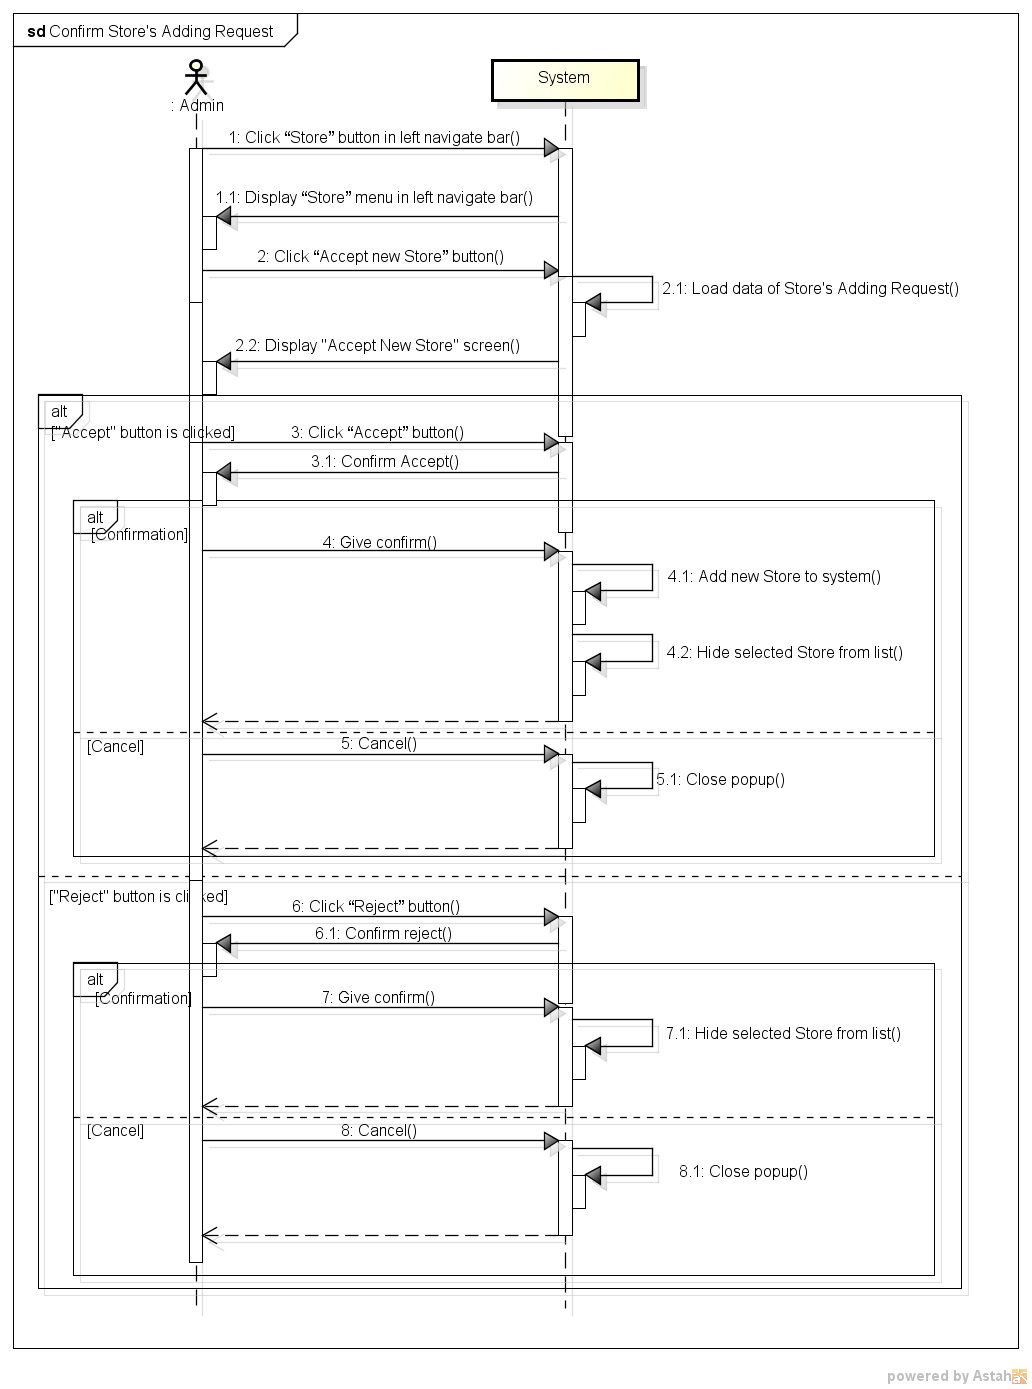 sd Confirm Store's Adding Request
: Admin
System
1: Click “Store” button in left navigate bar()
1.1: Display “Store” menu in left navigate bar()
2: Click “Accept new Store” button()
2.1: Load data of Store's Adding Request()
2.2: Display "Accept New Store" screen()
alt
["Accept" button is clicked]
3: Click “Accept” button()
3.1: Confirm Accept()
alt
[Confirmation]
4: Give confirm()
4.1: Add new Store to system()
4.2: Hide selected Store from list()
[Cancel]
5: Cancel()
5.1: Close popup()
["Reject" button is clicked]
6: Click “Reject” button()
6.1: Confirm reject()
alt
[Confirmation]
7: Give confirm()
7.1: Hide selected Store from list()
[Cancel]
8: Cancel()
8.1: Close popup()
powered by Astah